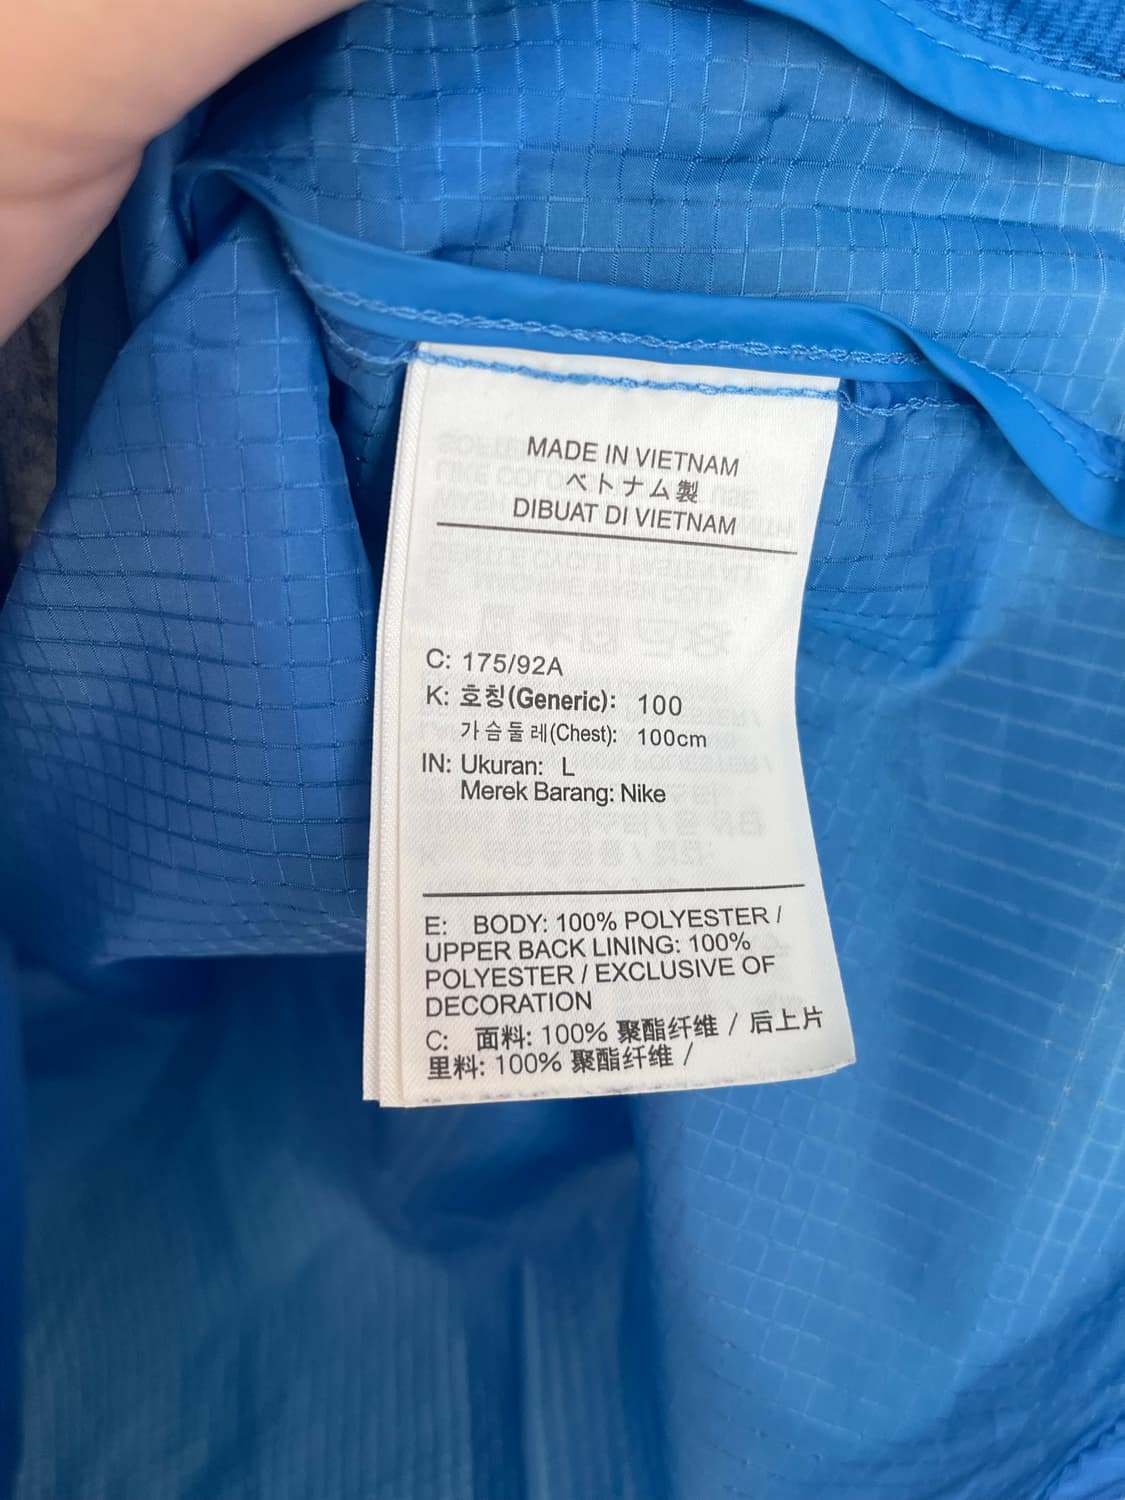 MADE IN VIETNAM
ベトナム製
DIBUAT DI VIETNAM
C: 175/92A
K: 호칭(Generic): 100
가슴둘레(Chest): 100cm
IN: Ukuran: L
Merek Barang: Nike
E: BODY: 100% POLYESTER /
UPPER BACK LINING: 100%
POLYESTER / EXCLUSIVE OF
DECORATION
C: 面料: 100% 聚酯纤维 / 后上片
里料: 100% 聚酯纤维 /